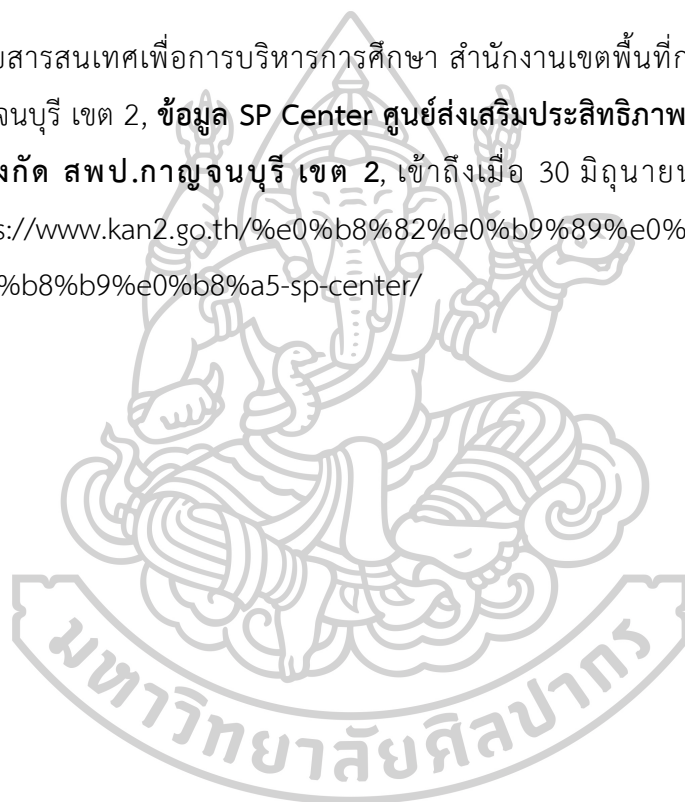 บสารสนเทศเพื่อการบริหารการศึกษา สำนักงานเขตพื้นที่ก
จนบุรี เขต 2, ข้อมูล SP Center ศูนย์ส่งเสริมประสิทธิภาพ
งกัด สพป.กาญจนบุรี เขต 2, เข้าถึงเมื่อ 30 มิถุนายน
s://www.kan2.go.th/%e0%b8%82%e0%b9%89%e0%
%b8%b9%e0%b8%a5-sp-center/
มหาวิทยาลัยศิลปากร